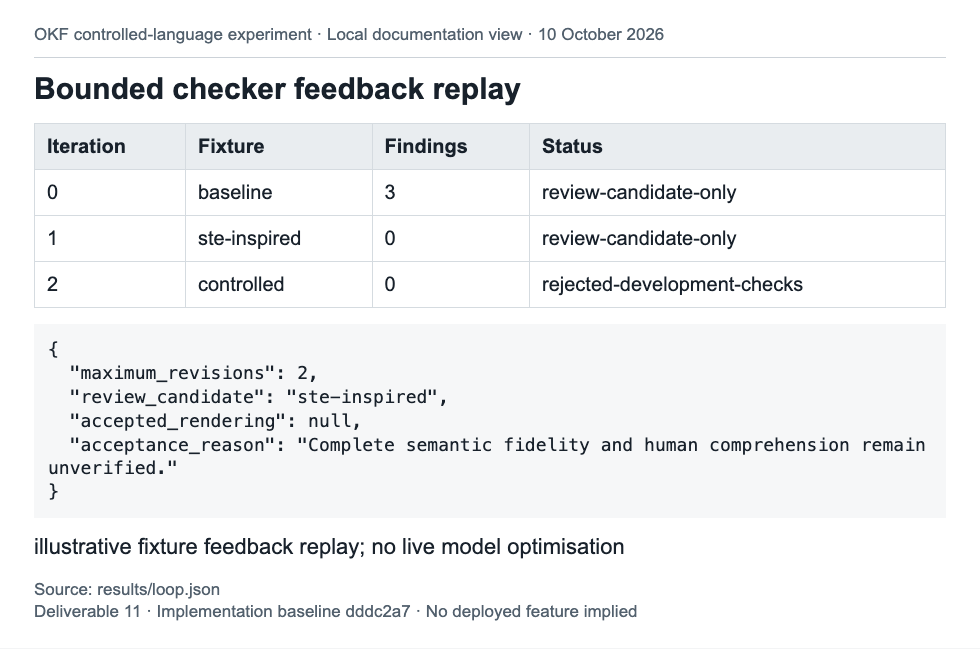 OKF controlled-language experiment · Local documentation view · 10 October 2026
Bounded checker feedback replay
Iteration Fixture Findings Status
0 baseline 3 review-candidate-only
1 ste-inspired 0 review-candidate-only
2 controlled 0 rejected-development-checks
{
  "maximum_revisions": 2,
  "review_candidate": "ste-inspired",
  "accepted_rendering": null,
  "acceptance_reason": "Complete semantic fidelity and human comprehension remain
unverified."
}
illustrative fixture feedback replay; no live model optimisation
Source: results/loop.json
Deliverable 11 · Implementation baseline dddc2a7 · No deployed feature implied